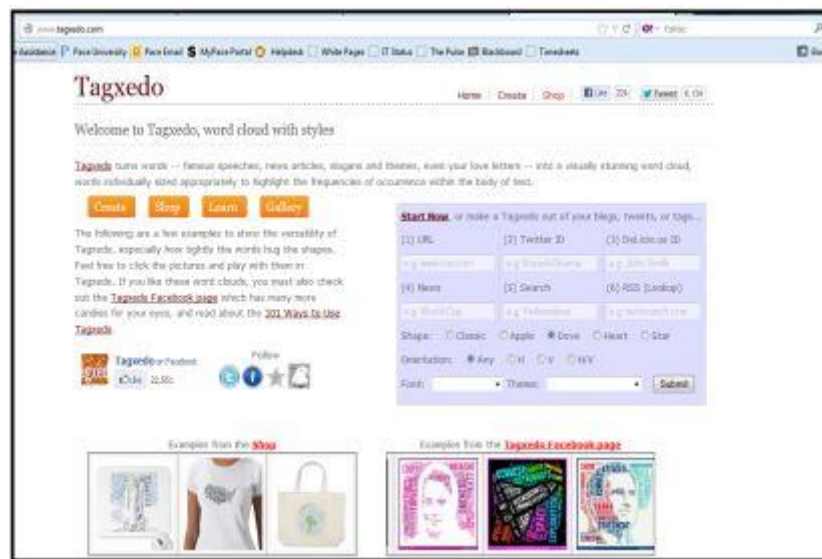 www.tagxedo.com
Assistance Pace University Pace Email MyPace Portal Helpdesk White Pages IT Status The Pulse Blackboard Timesheets
Tagxedo
Home Create Shop Like 22k Tweet
Welcome to Tagxedo, word cloud with styles
Tagxedo turns words -- famous speeches, news articles, slogans and themes, even your love letters -- into a visually stunning word cloud,
words individually sized appropriately to highlight the frequencies of occurrence within the body of text.
Create Shop Learn Gallery
The following are a few examples to show the versatility of
Tagxedo, especially how tightly the words hug the shapes.
Feel free to click the pictures and play with them in
Tagxedo. If you like these word clouds, you must also check
out the Tagxedo Facebook page which has many more
candies for your eyes, and read about the 101 Ways to Use
Tagxedo
Tagxedo on Facebook
Like
Follow
Start Now, or make a Tagxedo out of your blogs, tweets, or tags...
(1) URL (2) Twitter ID (3) Del.icio.us ID
(4) News (5) Search (6) RSS (Lookup)
Shape: Classic Apple Dove Heart Star
Orientation: Any H V H/V
Font: Theme: Submit
Examples from the Shop
Examples from the Tagxedo Facebook page